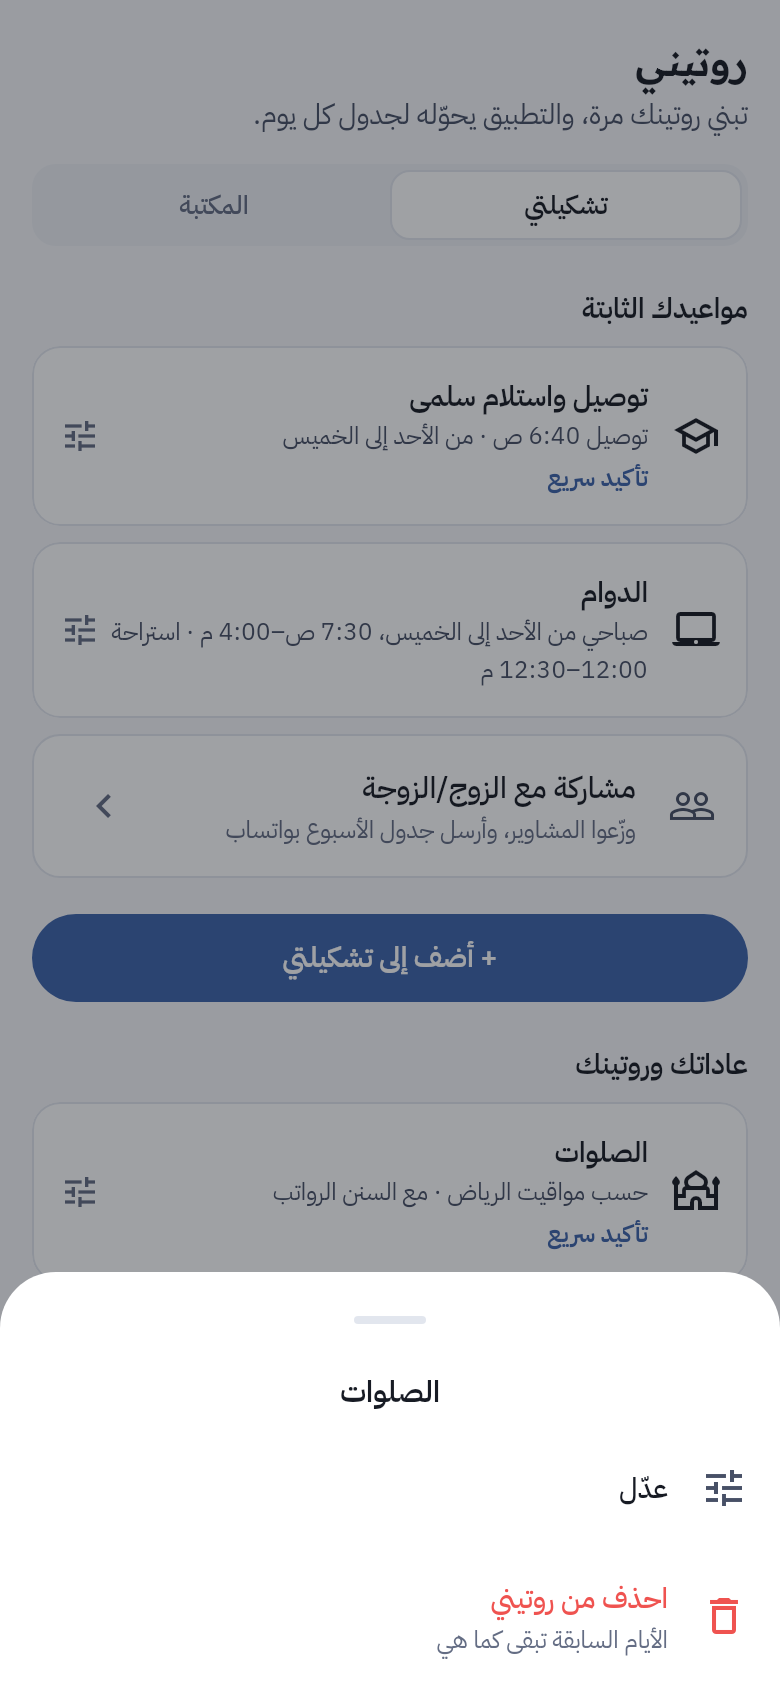 روتيني
تبني روتينك مرة، والتطبيق يحوّله لجدول كل يوم.
تشكيلتي
المكتبة
مواعيدك الثابتة
توصيل واستلام سلمى
توصيل 6:40 ص · من الأحد إلى الخميس
تأكيد سريع
الدوام
صباحي من الأحد إلى الخميس، 7:30 ص–4:00 م · استراحة
12:00–12:30 م
مشاركة مع الزوج/الزوجة
وزّعوا المشاوير، وأرسل جدول الأسبوع بواتساب
+ أضف إلى تشكيلتي
عاداتك وروتينك
الصلوات
حسب مواقيت الرياض · مع السنن الرواتب
تأكيد سريع
الصلوات
عدّل
احذف من روتيني
الأيام السابقة تبقى كما هي